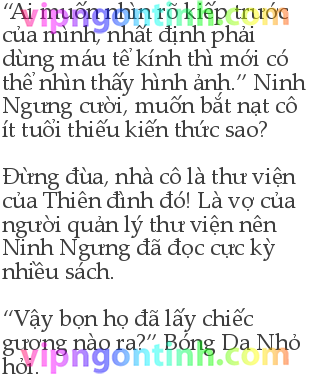 “Ai muốn nhìn rõ kiếp trước
của mình, nhất định phải
dùng máu tể kính thì mới có
thể nhìn thấy hình ảnh.” Ninh
Ngưng cười, muốn bắt nạt cô
ít tuổi thiếu kiến thức sao?
Đừng đùa, nhà cô là thư viện
của Thiên đình đó! Là vợ của
người quản lý thư viện nên
Ninh Ngưng đã đọc cực kỳ
nhiều sách.
“Vậy bọn họ đã lấy chiếc
gương nào ra?” Bóng Da Nhỏ
hỏi.
vipngontinh.com
vipngontinh.com